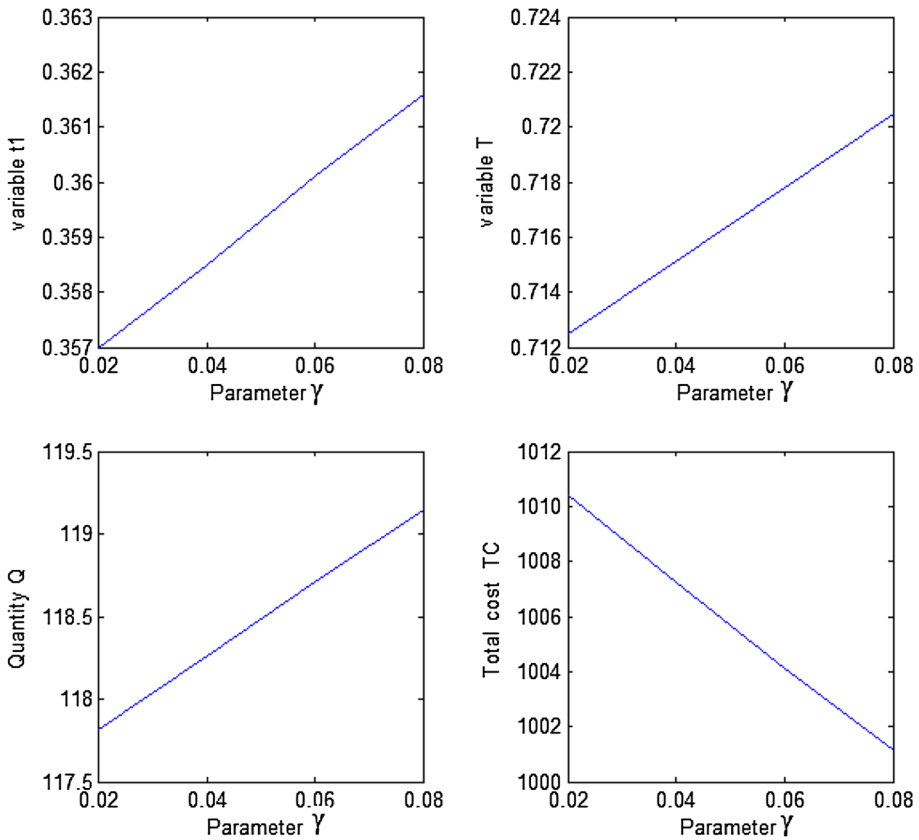 0.363
0.362
0.361
0.36
0.359
0.358
0.357
variable t1
0.02 0.04 0.06 0.08
Parameter γ
0.724
0.722
0.72
0.718
0.716
0.714
0.712
variable T
0.02 0.04 0.06 0.08
Parameter γ
119.5
119
118.5
118
117.5
Quantity Q
0.02 0.04 0.06 0.08
Parameter γ
1012
1010
1008
1006
1004
1002
1000
Total cost TC
0.02 0.04 0.06 0.08
Parameter γ